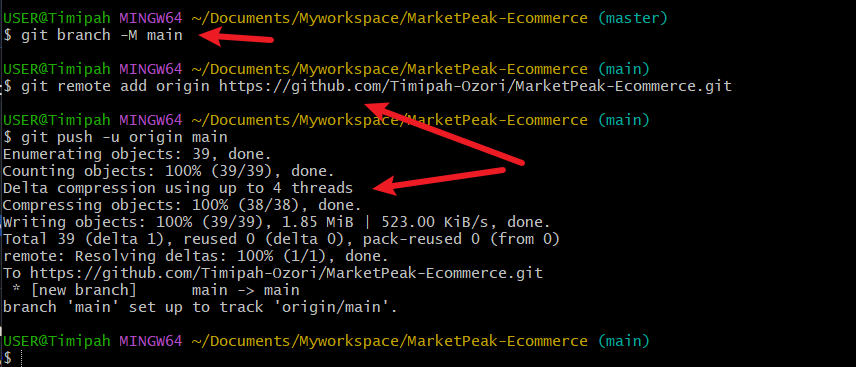 USER@Timipah MINGW64 ~/Documents/Myworkspace/MarketPeak-Ecommerce (master)
$ git branch -M main
USER@Timipah MINGW64 ~/Documents/Myworkspace/MarketPeak-Ecommerce (main)
$ git remote add origin https://github.com/Timipah-Ozori/MarketPeak-Ecommerce.git
USER@Timipah MINGW64 ~/Documents/Myworkspace/MarketPeak-Ecommerce (main)
$ git push -u origin main
Enumerating objects: 39, done.
Counting objects: 100% (39/39), done.
Delta compression using up to 4 threads
Compressing objects: 100% (38/38), done.
Writing objects: 100% (39/39), 1.85 MiB | 523.00 KiB/s, done.
Total 39 (delta 1), reused 0 (delta 0), pack-reused 0 (from 0)
remote: Resolving deltas: 100% (1/1), done.
To https://github.com/Timipah-Ozori/MarketPeak-Ecommerce.git
 * [new branch]      main -> main
branch 'main' set up to track 'origin/main'.
USER@Timipah MINGW64 ~/Documents/Myworkspace/MarketPeak-Ecommerce (main)
$